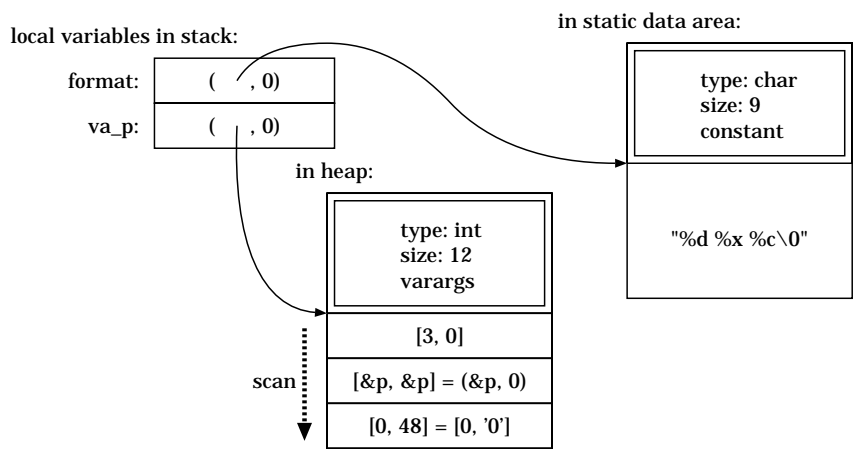 in static data area:
local variables in stack:
format: ( , 0)
va_p: ( , 0)
type: char
size: 9
constant
"%d %x %c\0"
in heap:
type: int
size: 12
varargs
[3, 0]
scan
[&p, &p] = (&p, 0)
[0, 48] = [0, '0']